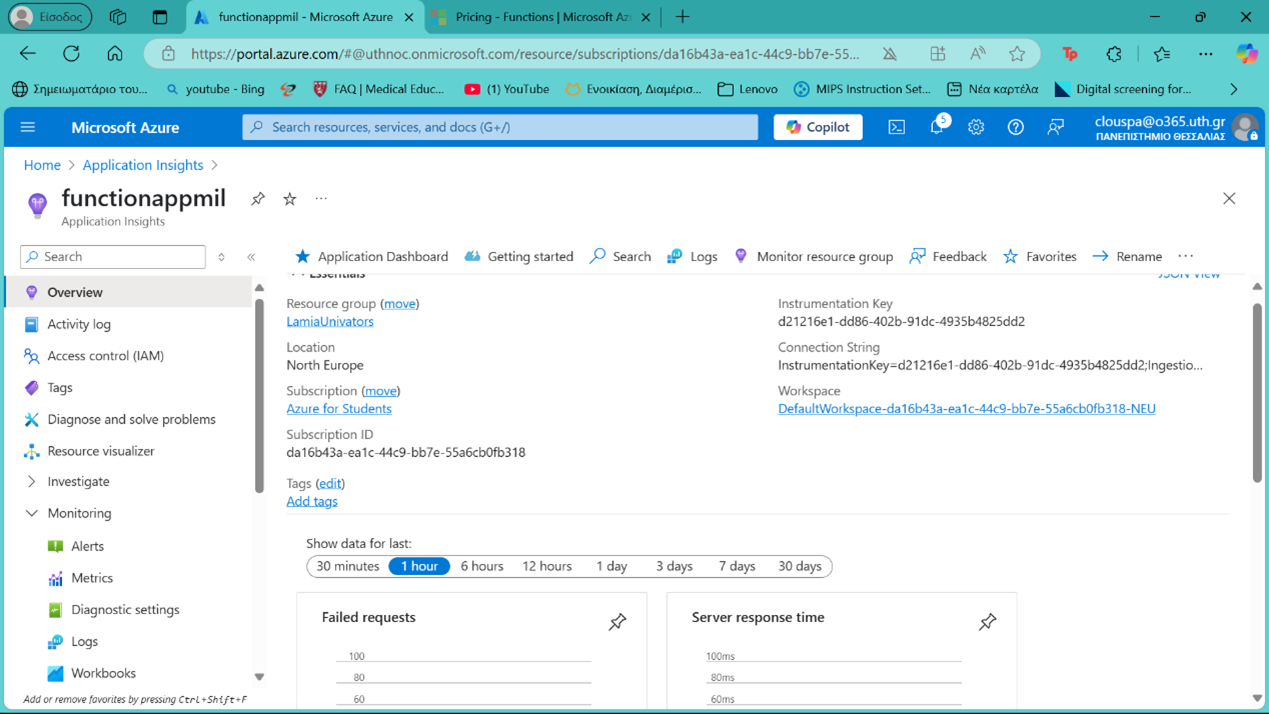 Είσοδος
functionappmil - Microsoft Azure
Pricing - Functions | Microsoft Az
https://portal.azure.com/#@uthnoc.onmicrosoft.com/resource/subscriptions/da16b43a-ea1c-44c9-bb7e-55...
Σημειωματάριο του...
youtube - Bing
FAQ | Medical Educ...
(1) YouTube
Ενοικίαση, Διαμέρισ...
Lenovo
MIPS Instruction Set...
Νέα καρτέλα
Digital screening for...
Microsoft Azure
Search resources, services, and docs (G+/)
Copilot
5
clouspa@o365.uth.gr
ΠΑΝΕΠΙΣΤΗΜΙΟ ΘΕΣΣΑΛΙΑΣ
Home > Application Insights >
functionappmil
Application Insights
Search
Application Dashboard
Getting started
Search
Logs
Monitor resource group
Feedback
Favorites
Rename
Overview
Activity log
Access control (IAM)
Tags
Diagnose and solve problems
Resource visualizer
Investigate
Monitoring
Alerts
Metrics
Diagnostic settings
Logs
Workbooks
Add or remove favorites by pressing Ctrl+Shift+F
Essentials
JSON View
Resource group (move)
LamiaUnivators
Location
North Europe
Subscription (move)
Azure for Students
Subscription ID
da16b43a-ea1c-44c9-bb7e-55a6cb0fb318
Tags (edit)
Add tags
Instrumentation Key
d21216e1-dd86-402b-91dc-4935b4825dd2
Connection String
InstrumentationKey=d21216e1-dd86-402b-91dc-4935b4825dd2;Ingestio...
Workspace
DefaultWorkspace-da16b43a-ea1c-44c9-bb7e-55a6cb0fb318-NEU
Show data for last:
30 minutes
1 hour
6 hours
12 hours
1 day
3 days
7 days
30 days
Failed requests
100
80
60
Server response time
100ms
80ms
60ms